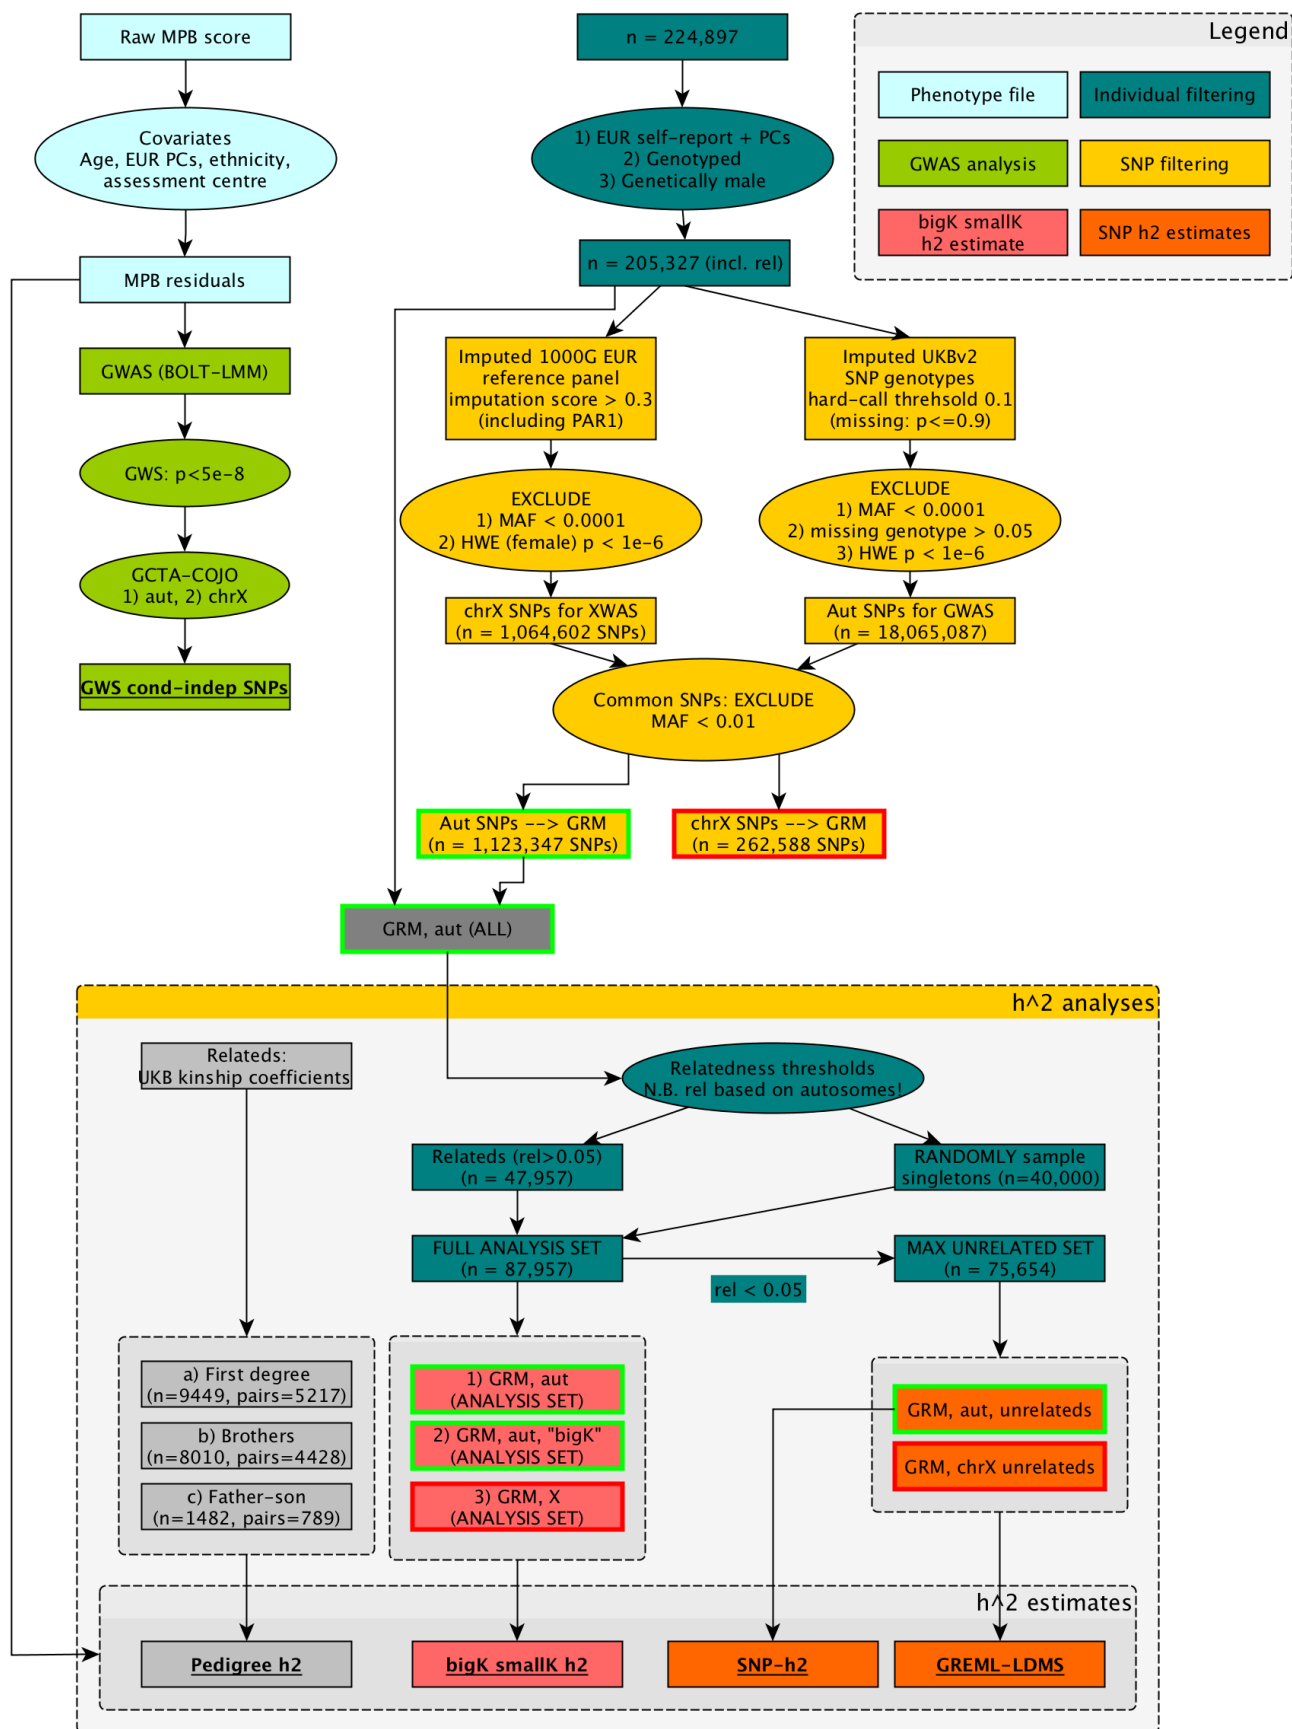 Raw MPB score
Covariates
Age, EUR PCs, ethnicity,
assessment centre
MPB residuals
GWAS (BOLT-LMM)
GWS: p<5e-8
GCTA-COJO
1) aut, 2) chrX
GWS cond-indep SNPs
n = 224,897
1) EUR self-report + PCs
2) Genotyped
3) Genetically male
n = 205,327 (incl. rel)
Legend
Phenotype file
Individual filtering
GWAS analysis
SNP filtering
bigK smallK
h2 estimate
SNP h2 estimates
Imputed 1000G EUR
reference panel
imputation score > 0.3
(including PAR1)
Imputed UKBv2
SNP genotypes
hard-call threhsold 0.1
(missing: p<=0.9)
EXCLUDE
1) MAF < 0.0001
2) HWE (female) p < 1e-6
EXCLUDE
1) MAF < 0.0001
2) missing genotype > 0.05
3) HWE p < 1e-6
chrX SNPs for XWAS
(n = 1,064,602 SNPs)
Aut SNPs for GWAS
(n = 18,065,087)
Common SNPs: EXCLUDE
MAF < 0.01
Aut SNPs --> GRM
(n = 1,123,347 SNPs)
chrX SNPs --> GRM
(n = 262,588 SNPs)
GRM, aut (ALL)
h^2 analyses
Relateds:
UKB kinship coefficients
Relatedness thresholds
N.B. rel based on autosomes!
Relateds (rel>0.05)
(n = 47,957)
RANDOMLY sample
singletons (n=40,000)
FULL ANALYSIS SET
(n = 87,957)
rel < 0.05
MAX UNRELATED SET
(n = 75,654)
a) First degree
(n=9449, pairs=5217)
b) Brothers
(n=8010, pairs=4428)
c) Father-son
(n=1482, pairs=789)
1) GRM, aut
(ANALYSIS SET)
2) GRM, aut, "bigK"
(ANALYSIS SET)
3) GRM, X
(ANALYSIS SET)
GRM, aut, unrelateds
GRM, chrX unrelateds
h^2 estimates
Pedigree h2
bigK smallK h2
SNP-h2
GREML-LDMS